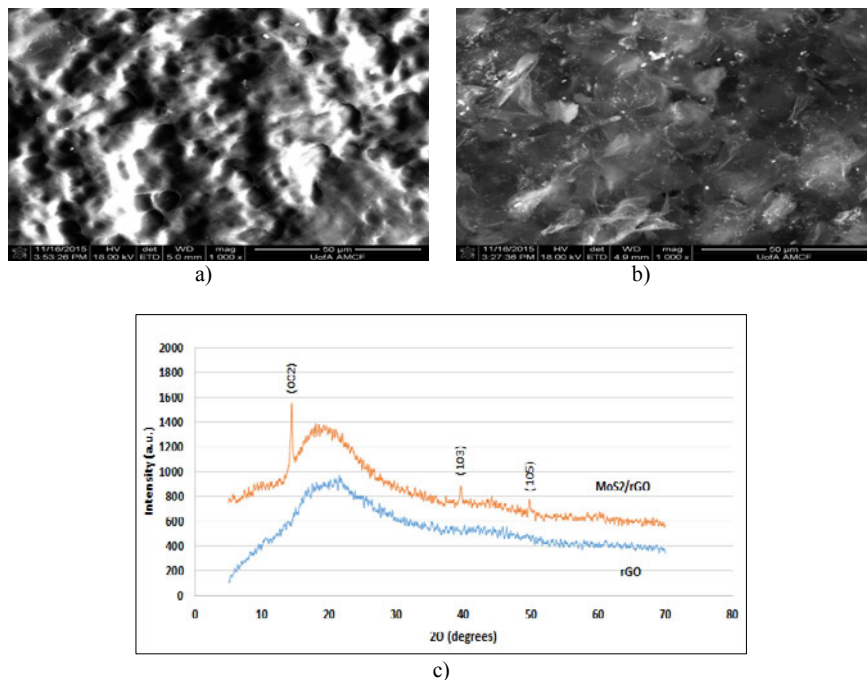 11/16/2015 HV det WD mag 50 µm
3:53:26 PM 18.00 kV ETD 5.0 mm 1 000 x UofA AMCF
a)
11/16/2015 HV det WD mag 50 µm
3:27:36 PM 18.00 kV ETD 4.9 mm 1 000 x UofA AMCF
b)
2000
1800
1600
1400
1200
1000
800
600
400
200
0
Intensity (a.u.)
(002)
(103)
(105)
MoS2/rGO
rGO
0 10 20 30 40 50 60 70 80
2Θ (degrees)
c)